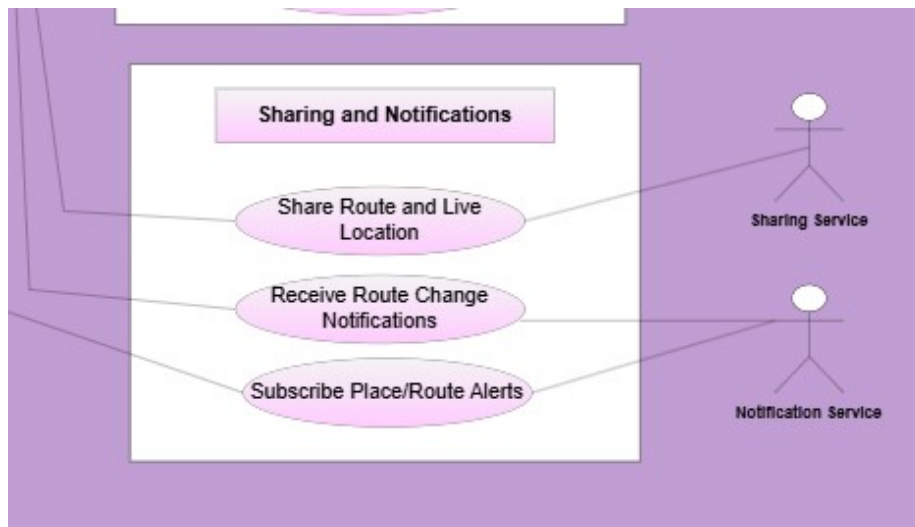 Sharing and Notifications
Share Route and Live
Location
Sharing Service
Receive Route Change
Notifications
Subscribe Place/Route Alerts
Notification Service